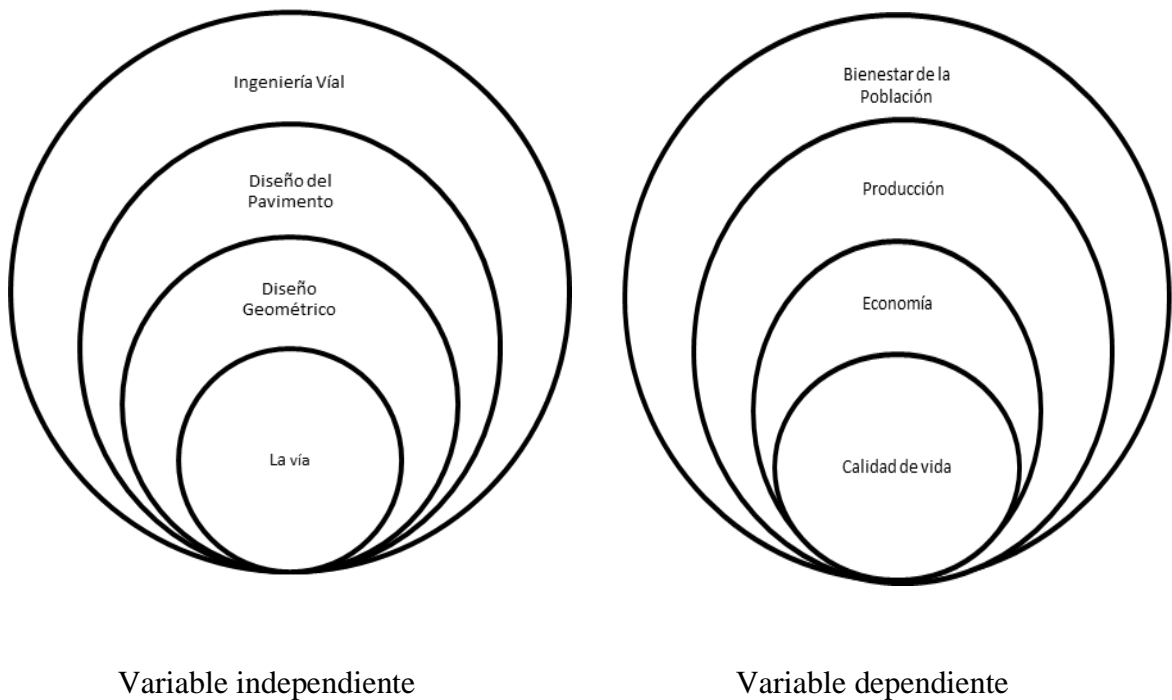 Ingeniería Víal
Diseño del
Pavimento
Diseño
Geométrico
La vía
Bienestar de la
Población
Producción
Economía
Calidad de vida
Variable independiente
Variable dependiente